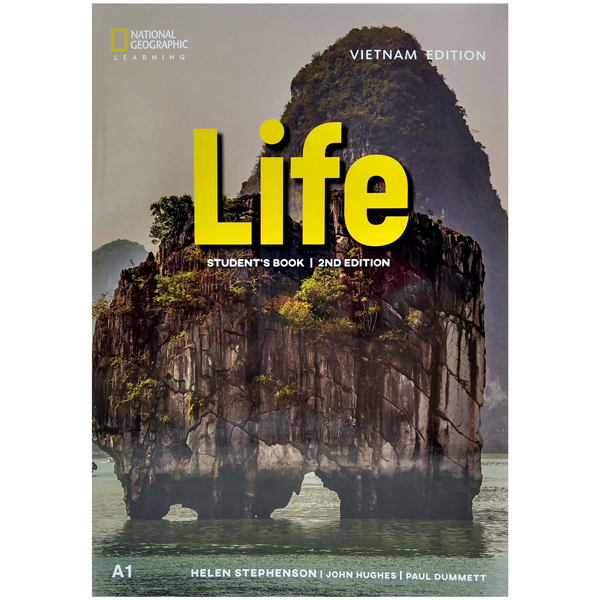 NATIONAL
GEOGRAPHIC
LEARNING
VIETNAM EDITION
Life
STUDENT'S BOOK | 2ND EDITION
A1
HELEN STEPHENSON | JOHN HUGHES | PAUL DUMMETT